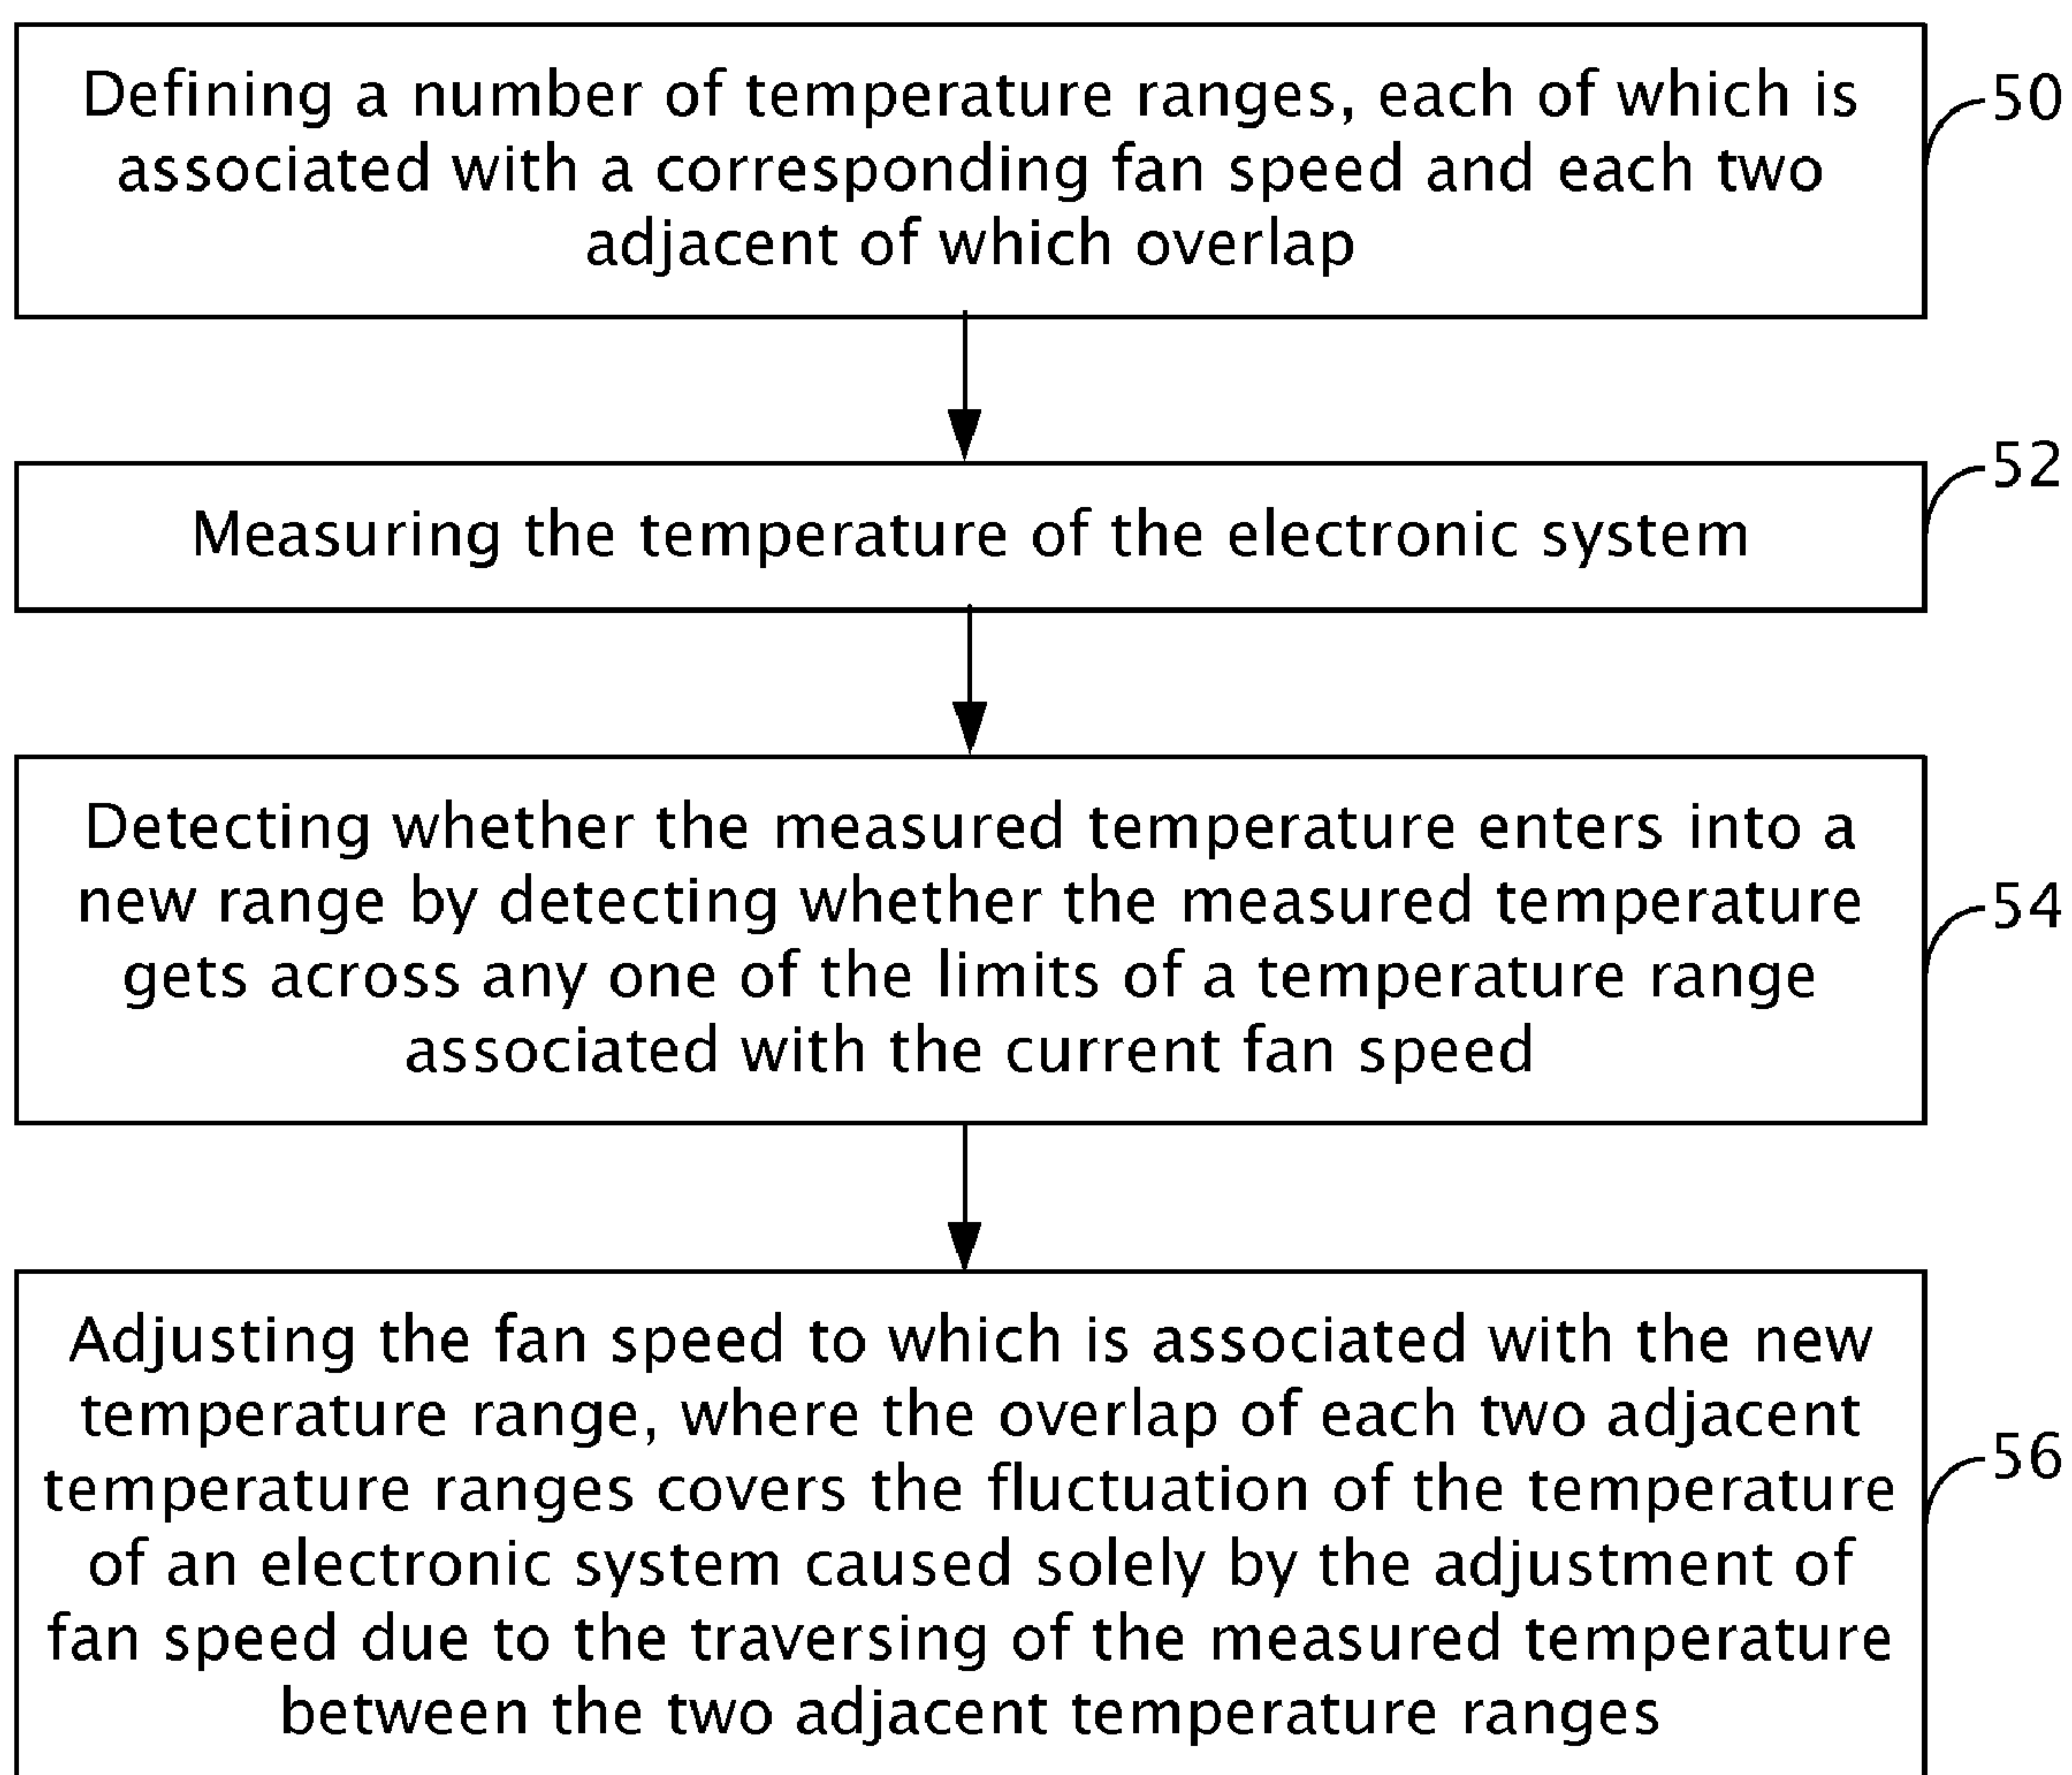 Defining a number of temperature ranges, each of which is
associated with a corresponding fan speed and each two
adjacent of which overlap
50
Measuring the temperature of the electronic system
52
Detecting whether the measured temperature enters into a
new range by detecting whether the measured temperature
gets across any one of the limits of a temperature range
associated with the current fan speed
54
Adjusting the fan speed to which is associated with the new
temperature range, where the overlap of each two adjacent
temperature ranges covers the fluctuation of the temperature
of an electronic system caused solely by the adjustment of
fan speed due to the traversing of the measured temperature
between the two adjacent temperature ranges
56